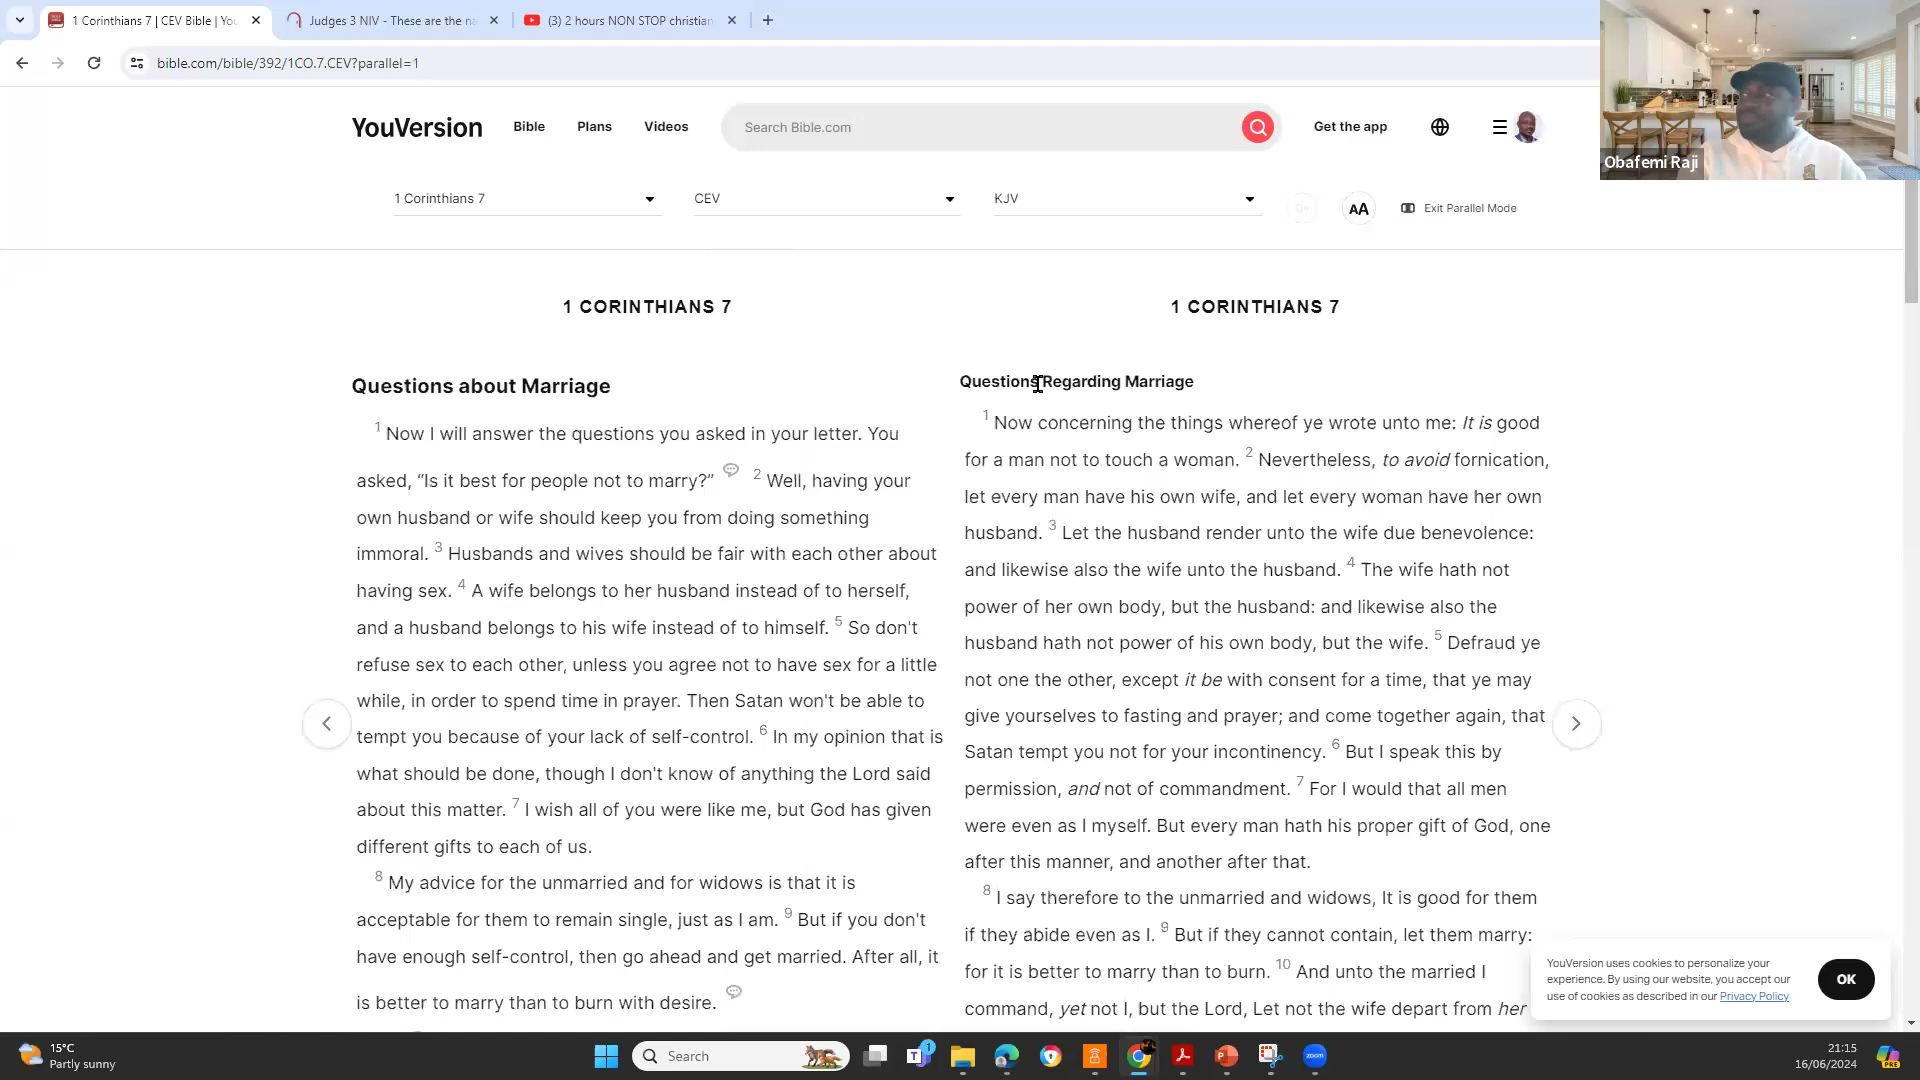 1 Corinthians 7 | CEV Bible | You
Judges 3 NIV - These are the na
(3) 2 hours NON STOP christian
bible.com/bible/392/1CO.7.CEV?parallel=1
YouVersion
Bible
Plans
Videos
Search Bible.com
Get the app
Obafemi Raji
1 Corinthians 7
CEV
KJV
AA
Exit Parallel Mode
1 CORINTHIANS 7
Questions about Marriage
1 Now I will answer the questions you asked in your letter. You
asked, “Is it best for people not to marry?” 2 Well, having your
own husband or wife should keep you from doing something
immoral. 3 Husbands and wives should be fair with each other about
having sex. 4 A wife belongs to her husband instead of to herself,
and a husband belongs to his wife instead of to himself. 5 So don't
refuse sex to each other, unless you agree not to have sex for a little
while, in order to spend time in prayer. Then Satan won't be able to
tempt you because of your lack of self-control. 6 In my opinion that is
what should be done, though I don't know of anything the Lord said
about this matter. 7 I wish all of you were like me, but God has given
different gifts to each of us.
8 My advice for the unmarried and for widows is that it is
acceptable for them to remain single, just as I am. 9 But if you don't
have enough self-control, then go ahead and get married. After all, it
is better to marry than to burn with desire.
1 CORINTHIANS 7
Questions Regarding Marriage
1 Now concerning the things whereof ye wrote unto me: It is good
for a man not to touch a woman. 2 Nevertheless, to avoid fornication,
let every man have his own wife, and let every woman have her own
husband. 3 Let the husband render unto the wife due benevolence:
and likewise also the wife unto the husband. 4 The wife hath not
power of her own body, but the husband: and likewise also the
husband hath not power of his own body, but the wife. 5 Defraud ye
not one the other, except it be with consent for a time, that ye may
give yourselves to fasting and prayer; and come together again, that
Satan tempt you not for your incontinency. 6 But I speak this by
permission, and not of commandment. 7 For I would that all men
were even as I myself. But every man hath his proper gift of God, one
after this manner, and another after that.
8 I say therefore to the unmarried and widows, It is good for them
if they abide even as I. 9 But if they cannot contain, let them marry:
for it is better to marry than to burn. 10 And unto the married I
command, yet not I, but the Lord, Let not the wife depart from her
YouVersion uses cookies to personalize your
experience. By using our website, you accept our
use of cookies as described in our Privacy Policy
OK
15°C
Partly sunny
Search
1
zoom
21:15
16/06/2024
PRE